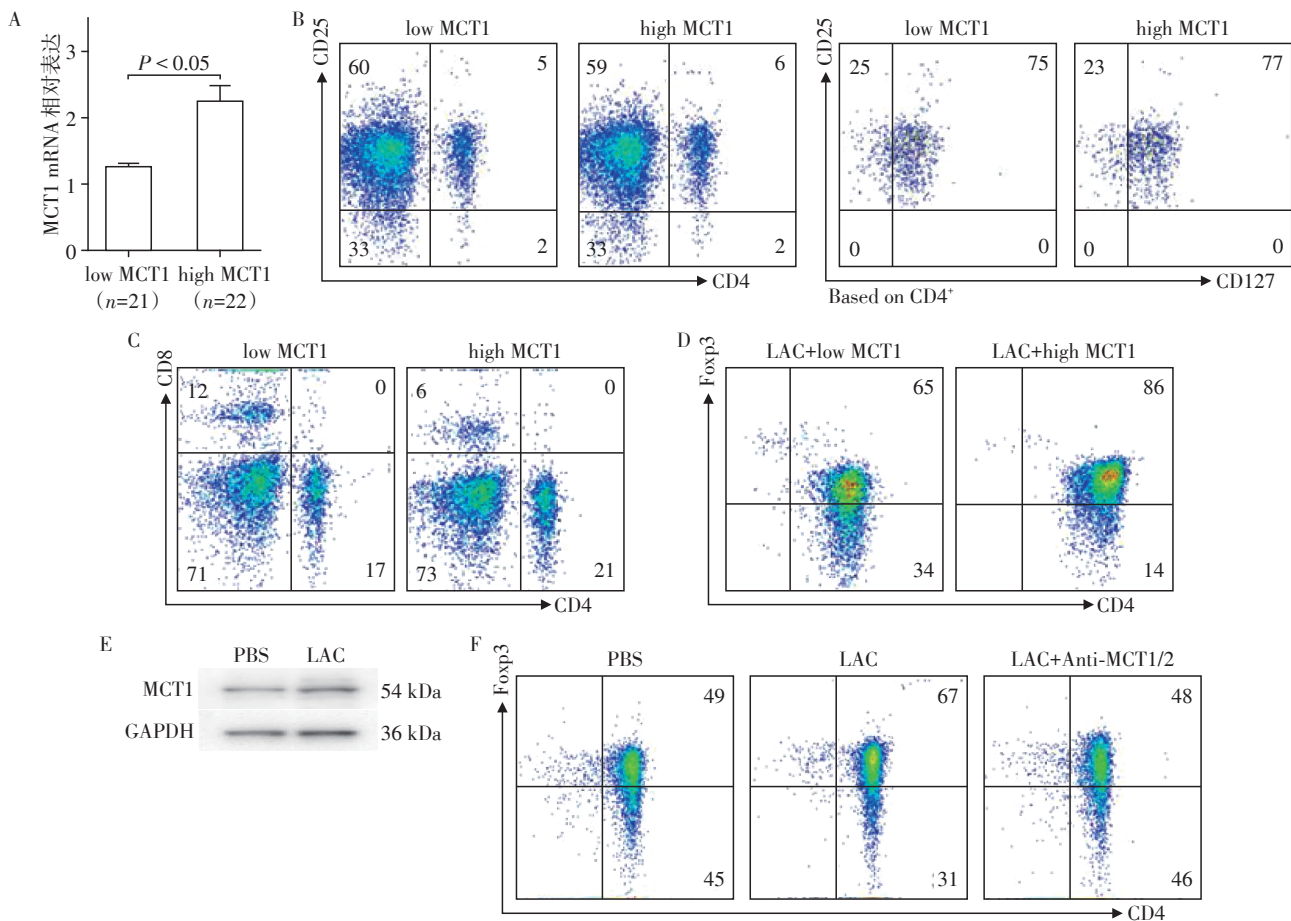 A
MCT1 mRNA 相对表达
3
2
1
0
P < 0.05
low MCT1
(n=21)
high MCT1
(n=22)
B
CD25
low MCT1
60
5
33
2
high MCT1
59
6
33
2
CD4
CD25
low MCT1
25
75
0
0
high MCT1
23
77
0
0
CD127
Based on CD4+
C
CD8
low MCT1
12
0
71
17
high MCT1
6
0
73
21
CD4
D
Foxp3
LAC+low MCT1
65
34
LAC+high MCT1
86
14
CD4
E
PBS LAC
MCT1 54 kDa
GAPDH 36 kDa
F
Foxp3
PBS
49
45
LAC
67
31
LAC+Anti-MCT1/2
48
46
CD4